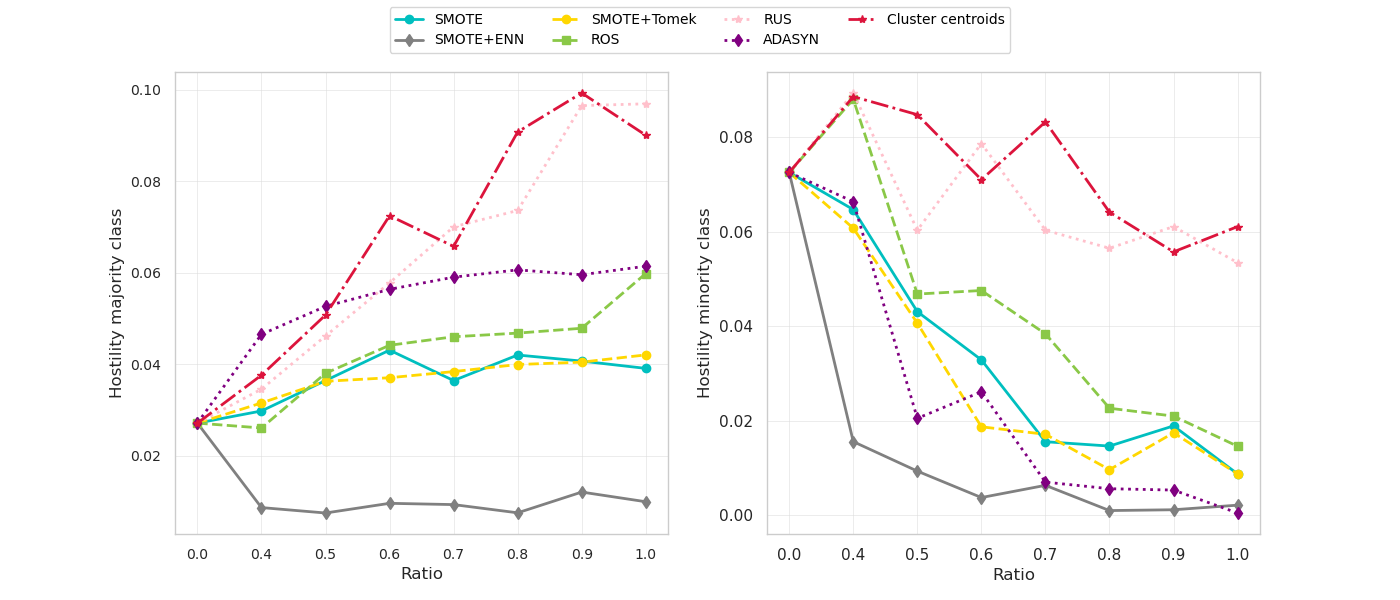 SMOTE
SMOTE+ENN
SMOTE+Tomek
ROS
RUS
ADASYN
Cluster centroids
Hostility majority class
0.10
0.08
0.06
0.04
0.02
0.0 0.4 0.5 0.6 0.7 0.8 0.9 1.0
Ratio
Hostility minority class
0.08
0.06
0.04
0.02
0.00
0.0 0.4 0.5 0.6 0.7 0.8 0.9 1.0
Ratio